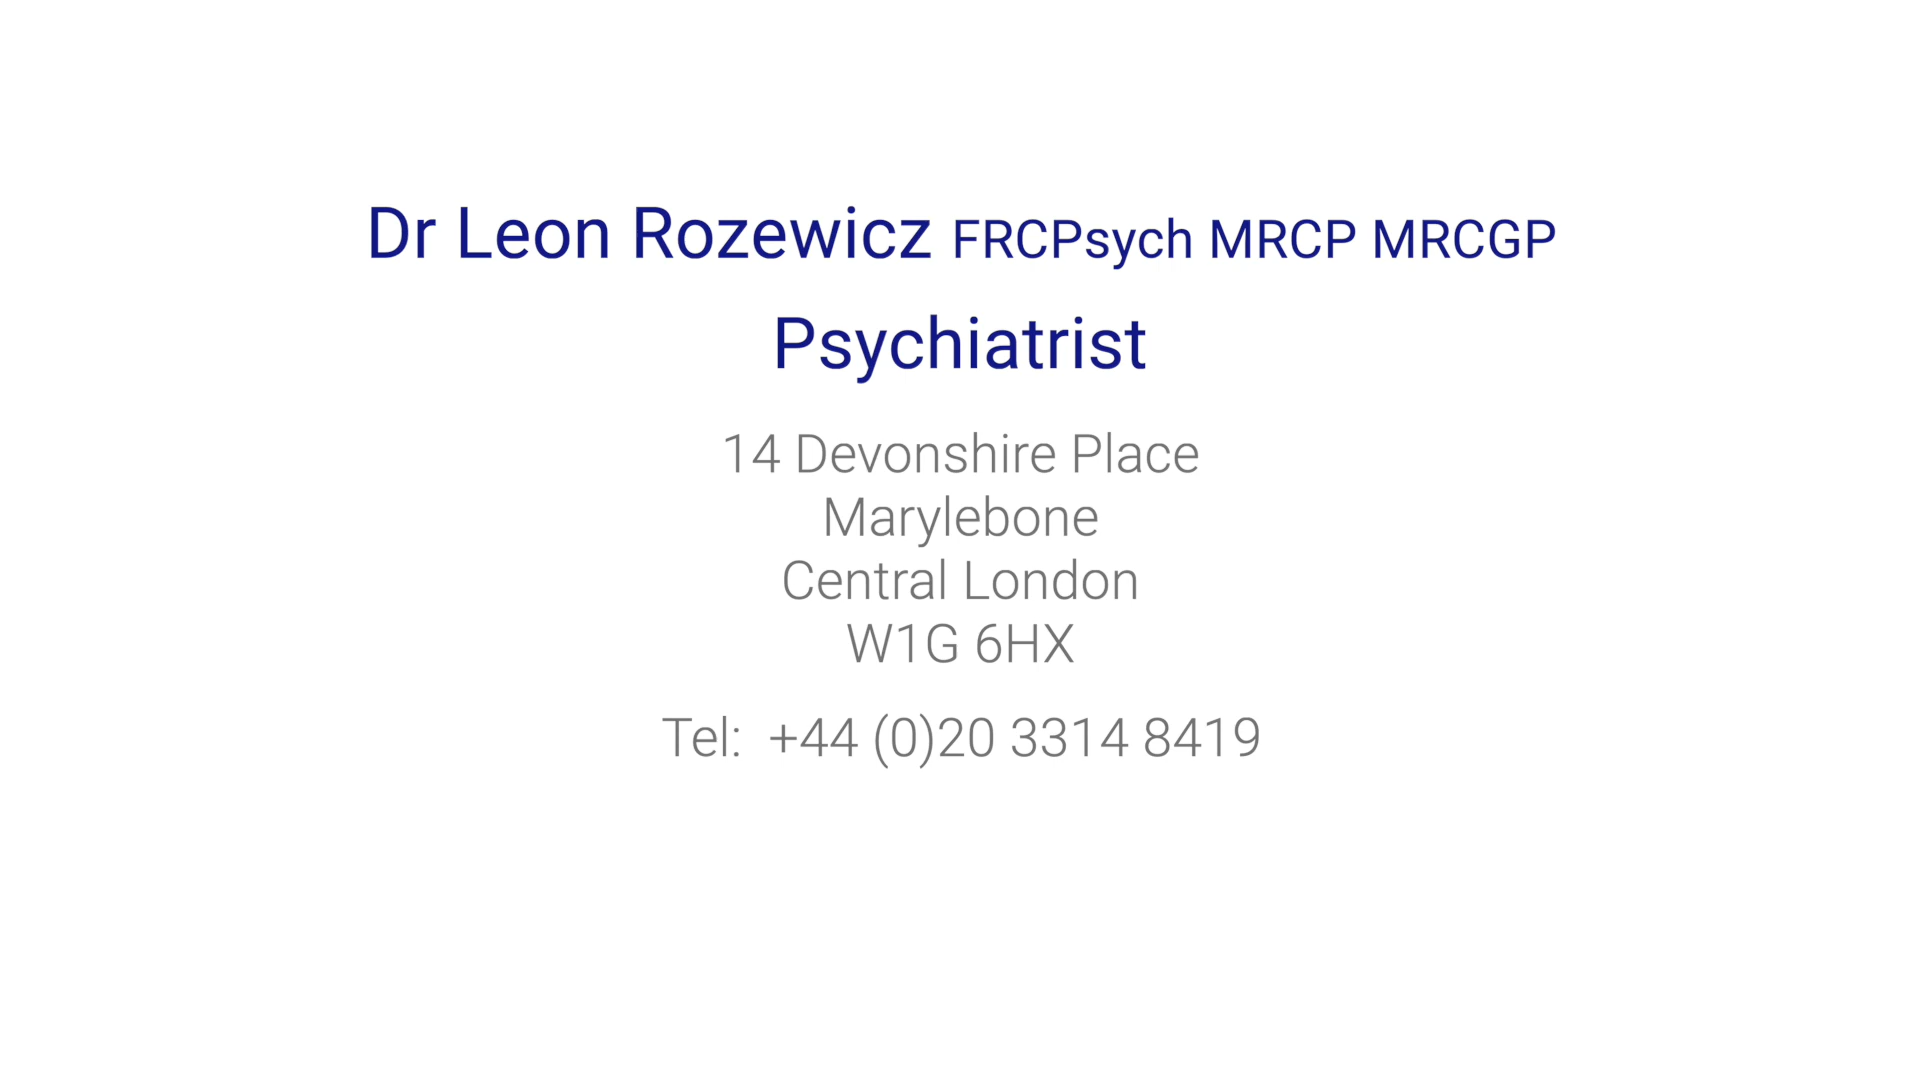 Dr Leon Rozewicz FRCPsych MRCP MRCGP
Psychiatrist
14 Devonshire Place
Marylebone
Central London
W1G 6HX
Tel: +44 (0)20 3314 8419